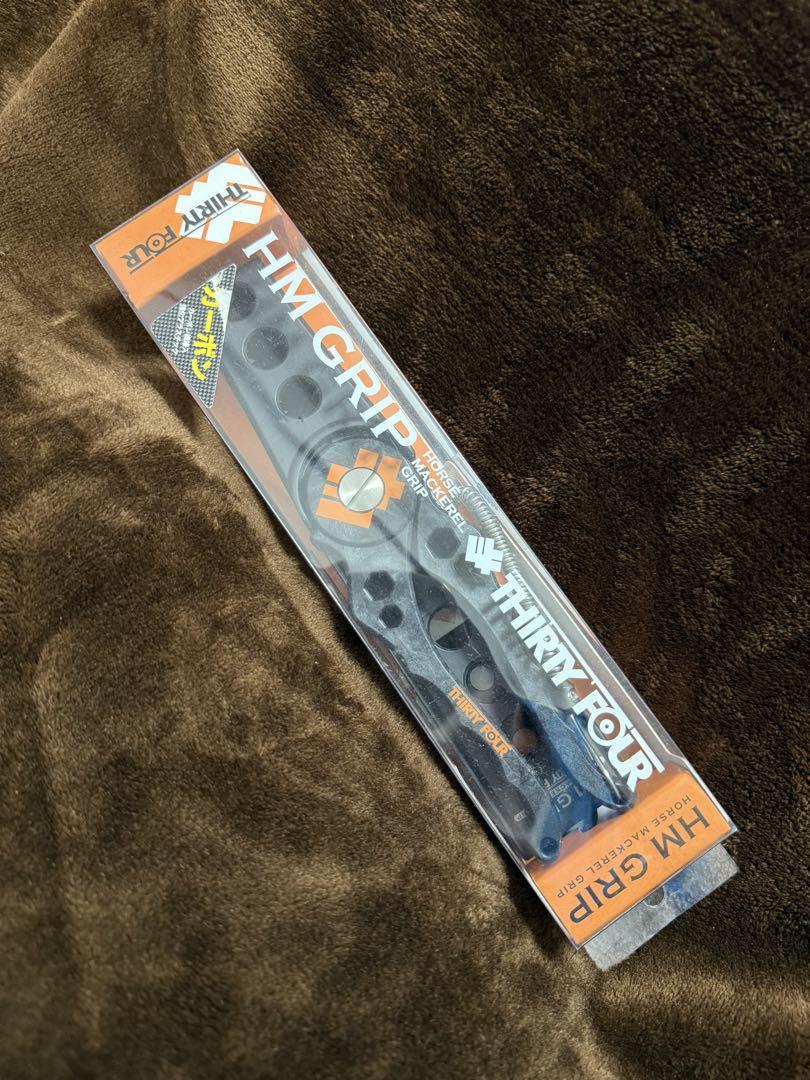 THIRTY FOUR
カーボン
HM GRIP
HORSE
MACKEREL
GRIP
THIRTY FOUR
THIRTY FOUR
HM GRIP
HORSE MACKEREL GRIP